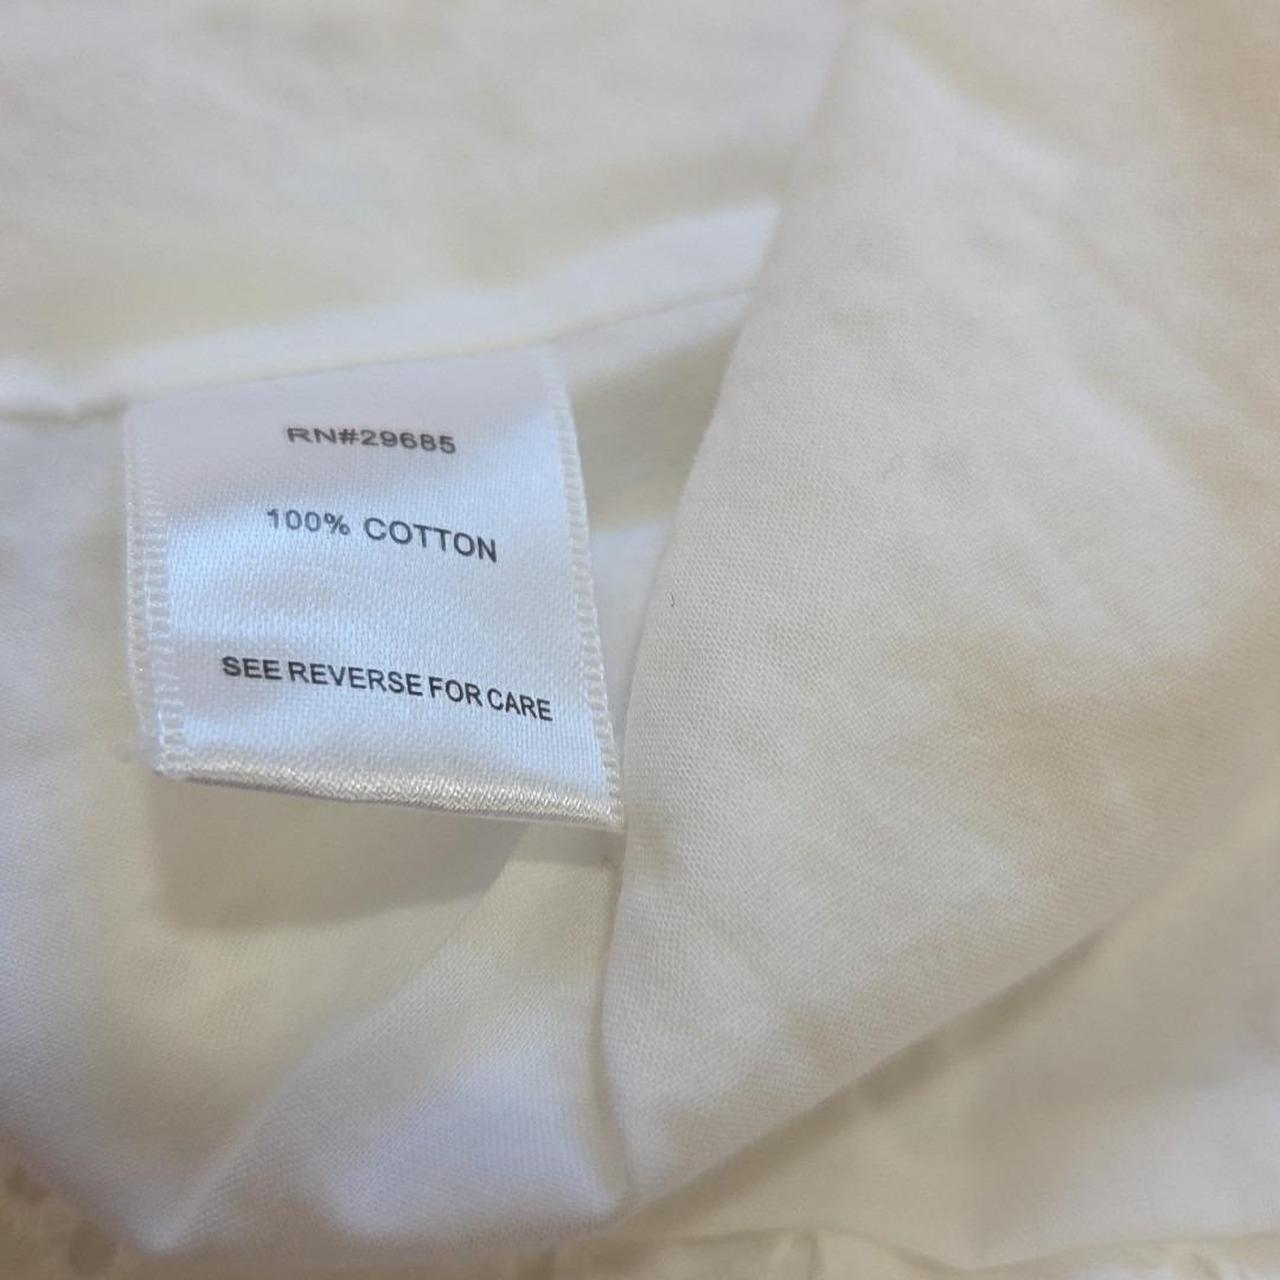 RN#29685
100% COTTON
SEE REVERSE FOR CARE